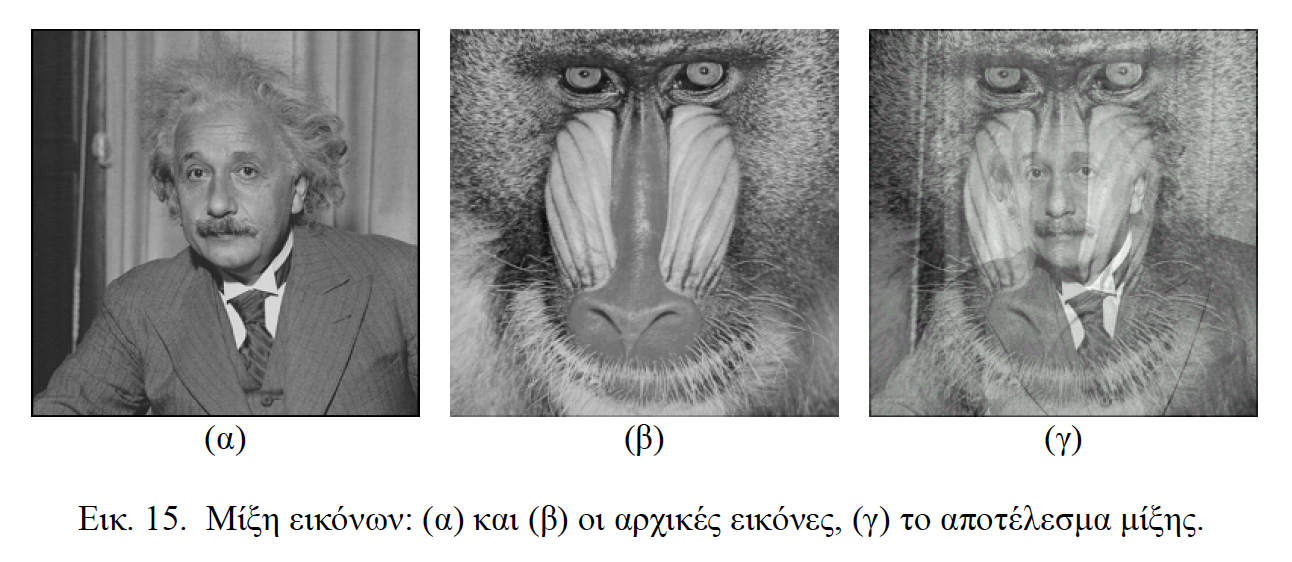 (α) (β) (γ)
Εικ. 15. Μίξη εικόνων: (α) και (β) οι αρχικές εικόνες, (γ) το αποτέλεσμα μίξης.